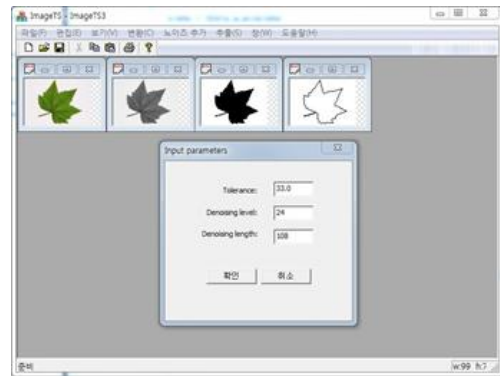 ImageTS - ImageTS3
파일(F) 편집(E) 보기(V) 변환(C) 노이즈 추가 추출(S) 창(W) 도움말(H)
Input parameters
Tolerance: 33.0
Denoising level: 24
Denoising length: 108
확인 취소
준비 w:99 h:?